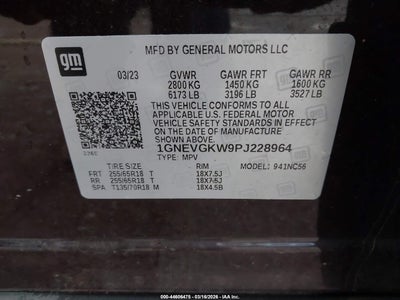 gm
MFD BY GENERAL MOTORS LLC
03/23 GVWR GAWR FRT GAWR RR
2800 KG 1450 KG 1600 KG
6173 LB 3196 LB 3527 LB
THIS VEHICLE CONFORMS TO ALL
APPLICABLE U.S. FEDERAL MOTOR
VEHICLE SAFETY STANDARDS IN EFFECT
ON THE DATE OF MANUFACTURE SHOWN ABOVE.
1GNEVGKW9PJ228964
TYPE: MPV MODEL: 941NC56
TIRE SIZE RIM
FRT 255/65R18 T 18X7.5J
RR 255/65R18 T 18X7.5J
SPA T135/70R18 M 18X4.5B
000-44606475 - 03/16/2026 - IAA Inc.